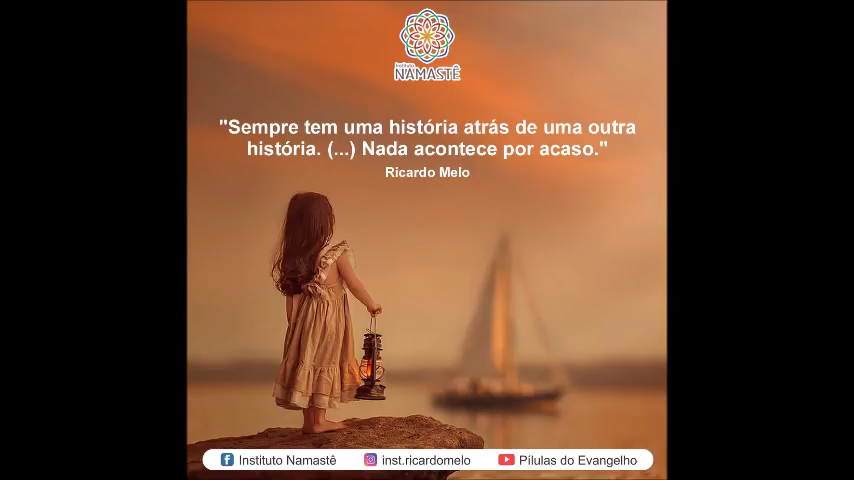 Instituto
NAMASTÊ
"Sempre tem uma história atrás de uma outra
história. (...) Nada acontece por acaso."
Ricardo Melo
Instituto Namastê inst.ricardomelo Pílulas do Evangelho